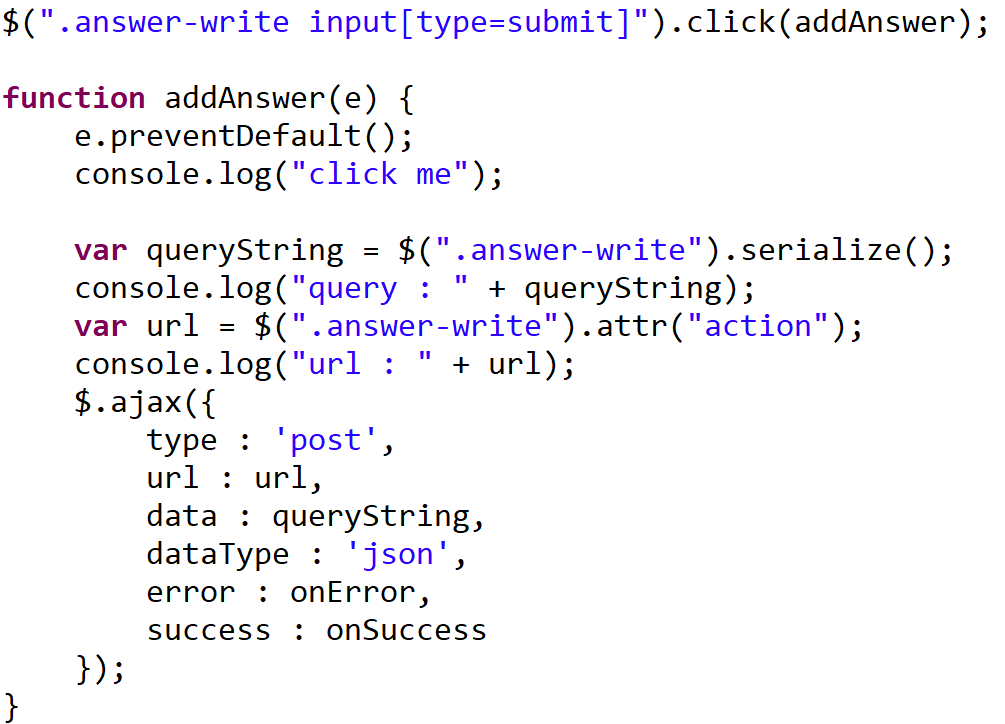 $(".answer-write input[type=submit]").click(addAnswer);

function addAnswer(e) {
    e.preventDefault();
    console.log("click me");

    var queryString = $(".answer-write").serialize();
    console.log("query : " + queryString);
    var url = $(".answer-write").attr("action");
    console.log("url : " + url);
    $.ajax({
        type : 'post',
        url : url,
        data : queryString,
        dataType : 'json',
        error : onError,
        success : onSuccess
    });
}